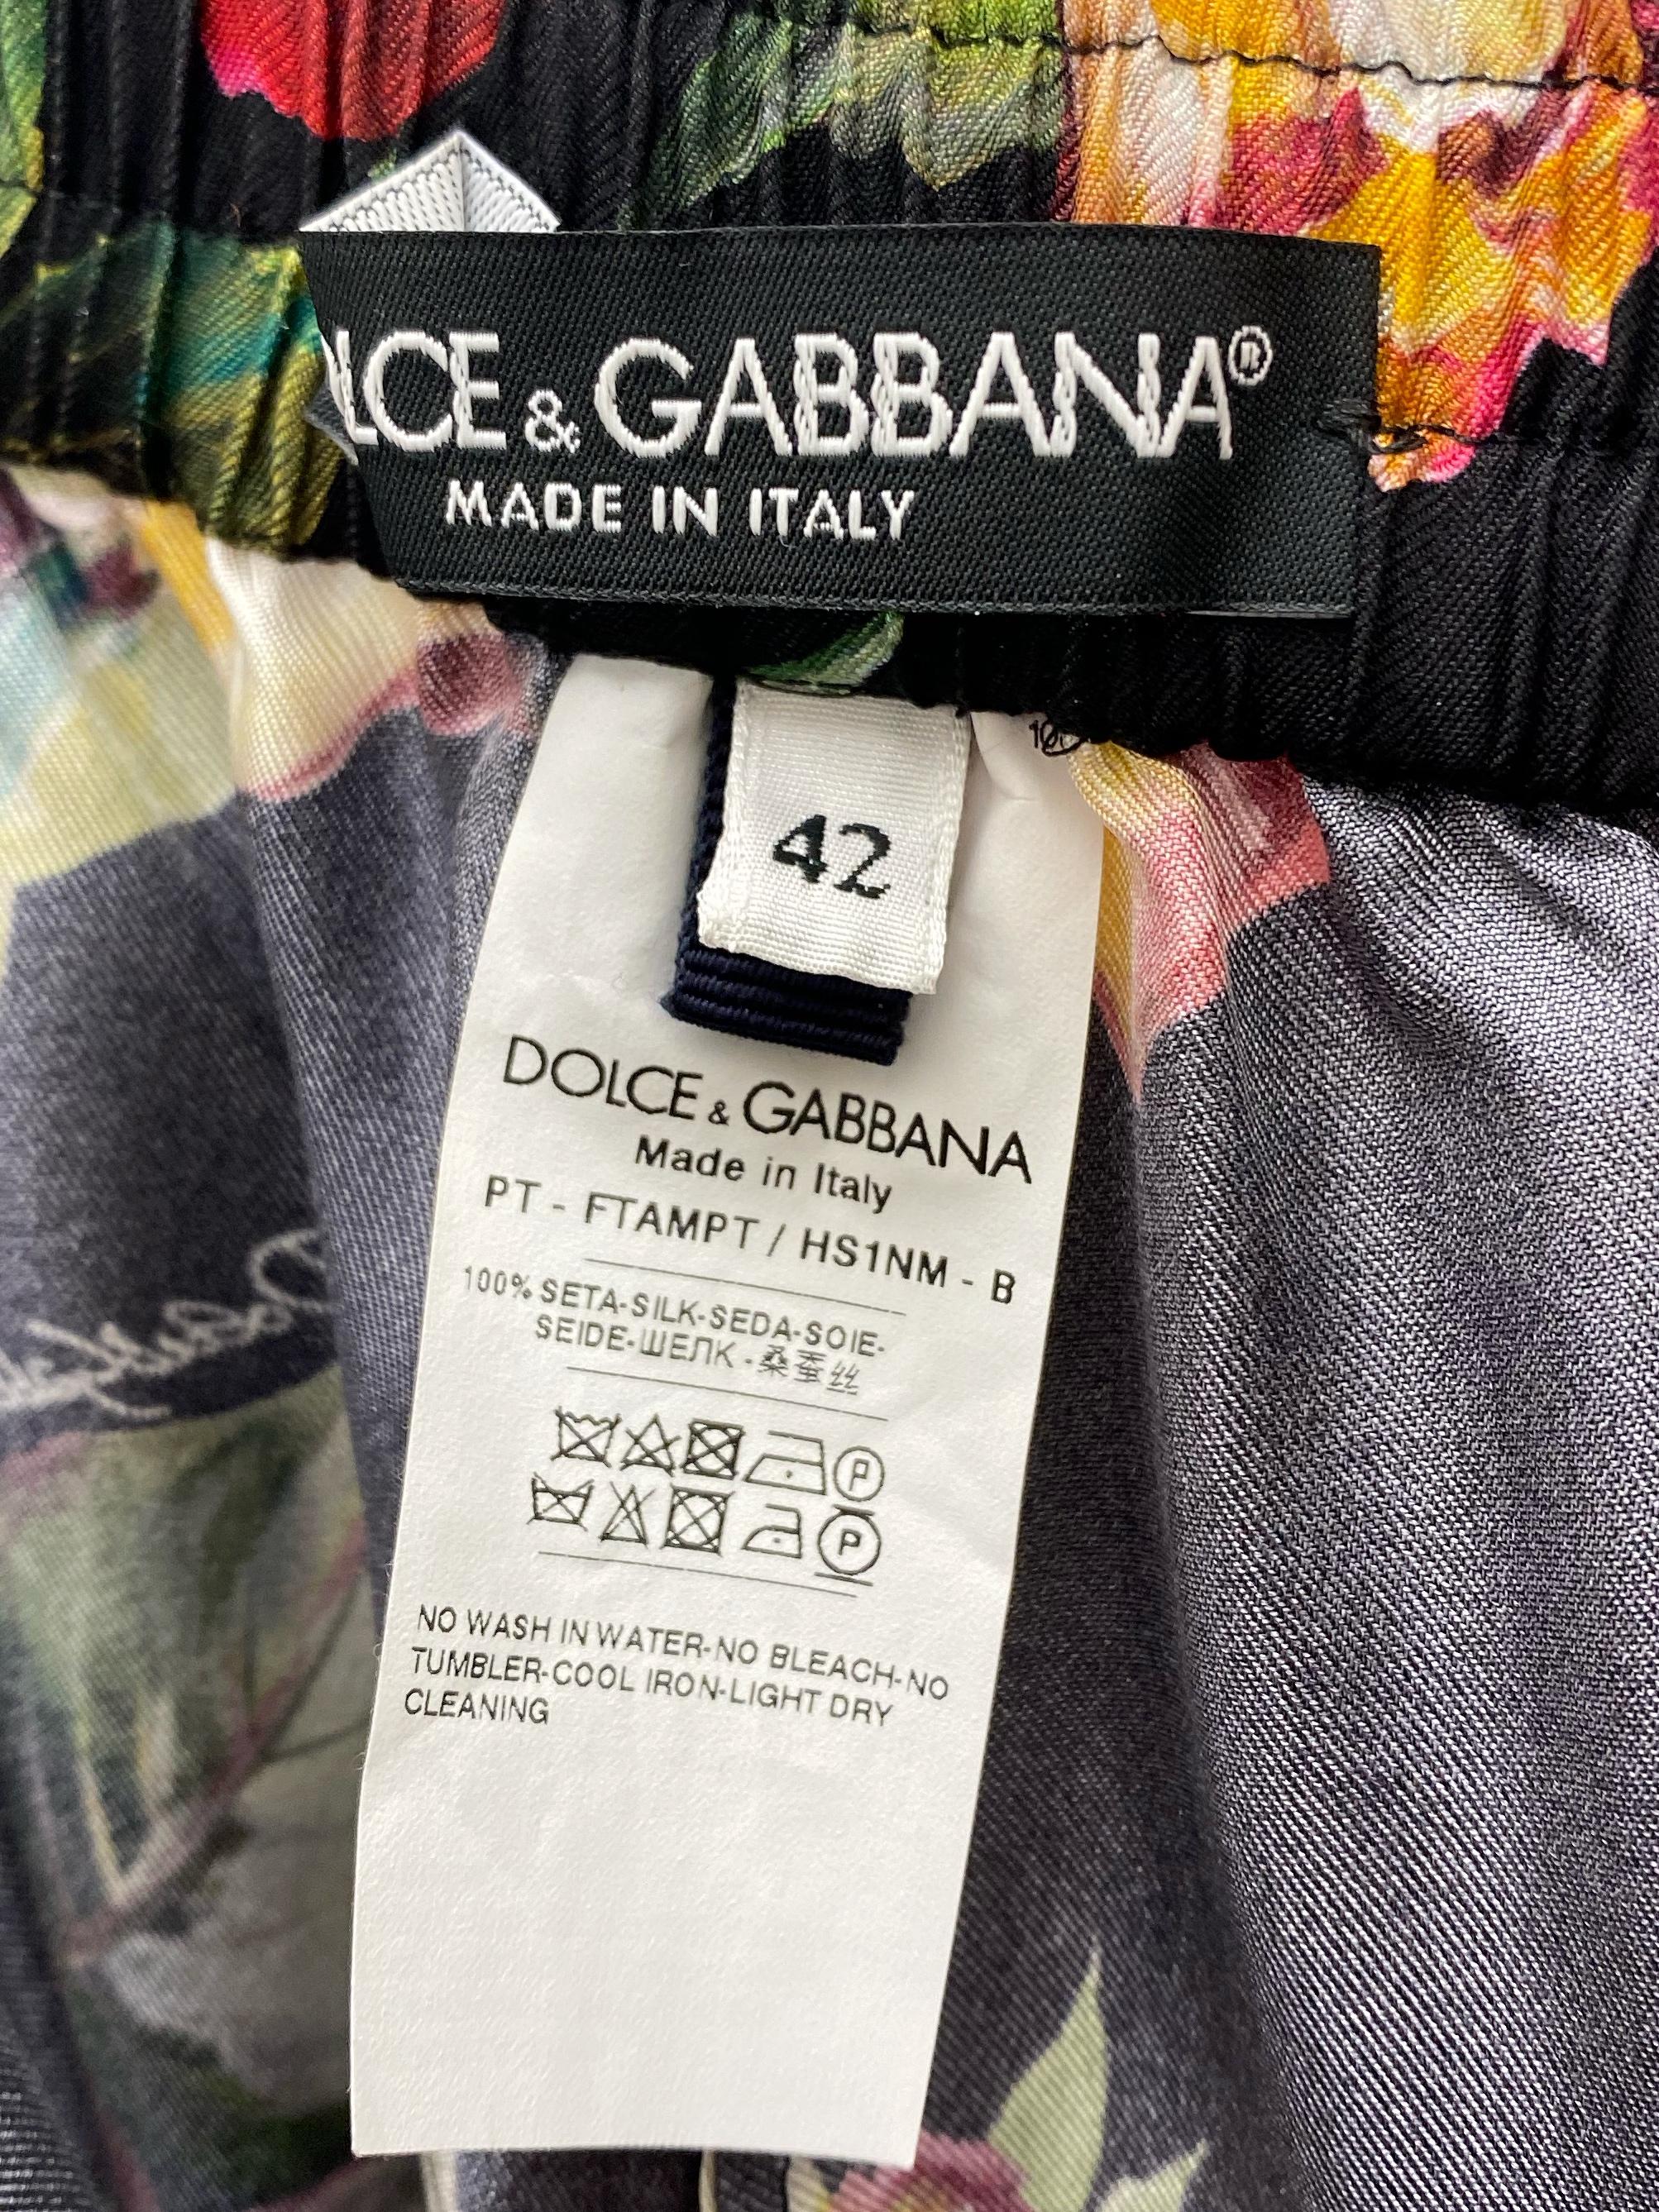 LCE & GABBANA®
MADE IN ITALY
42
DOLCE & GABBANA
Made in Italy
PT - FTAMPT / HS1NM - B
100% SETA-SILK-SEDA-SOIE-
SEIDE-ШЕЛК-桑蚕丝
P
P
NO WASH IN WATER-NO BLEACH-NO
TUMBLER-COOL IRON-LIGHT DRY
CLEANING